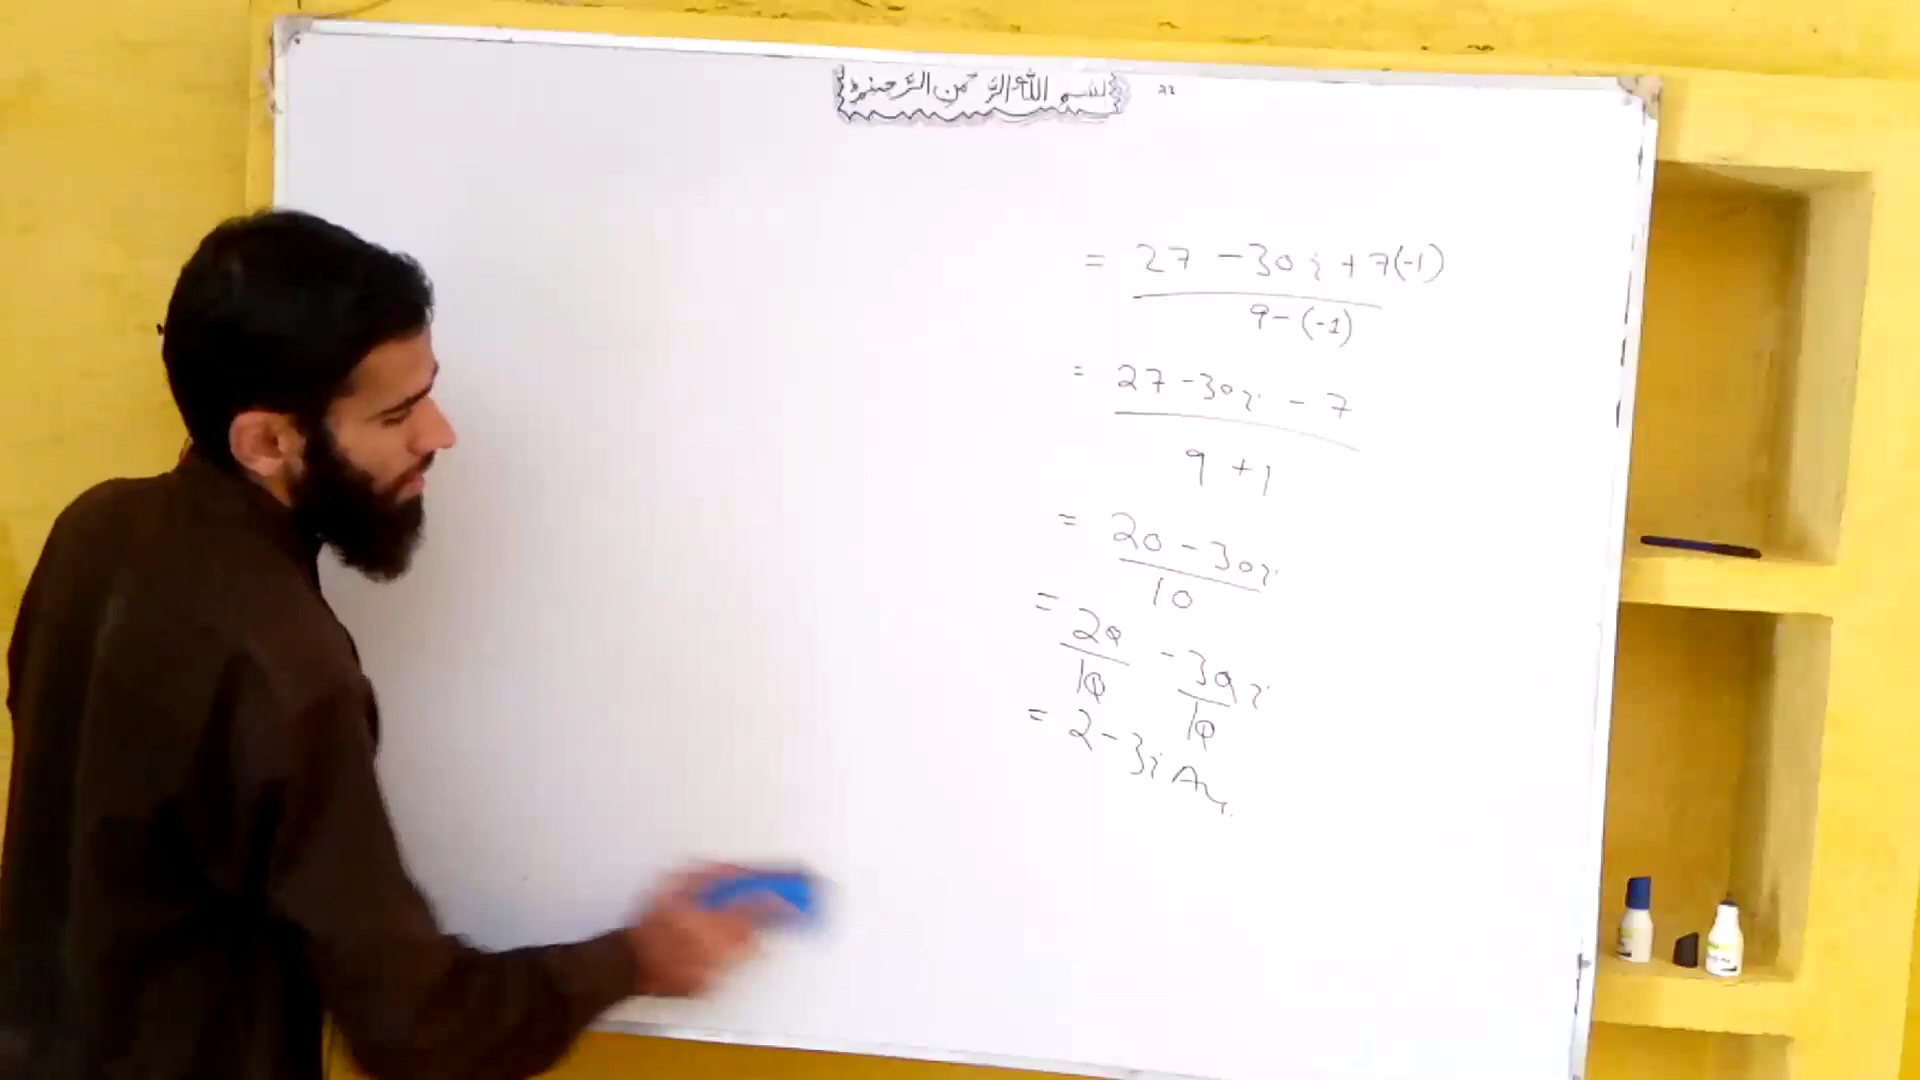 بسم الله الرحمن الرحيم
= 27 - 30i + 7(-1)
9 - (-1)
= 27 - 30i - 7
9 + 1
= 20 - 30i
10
= 20 - 30i
10 10
= 2 - 3i Ans